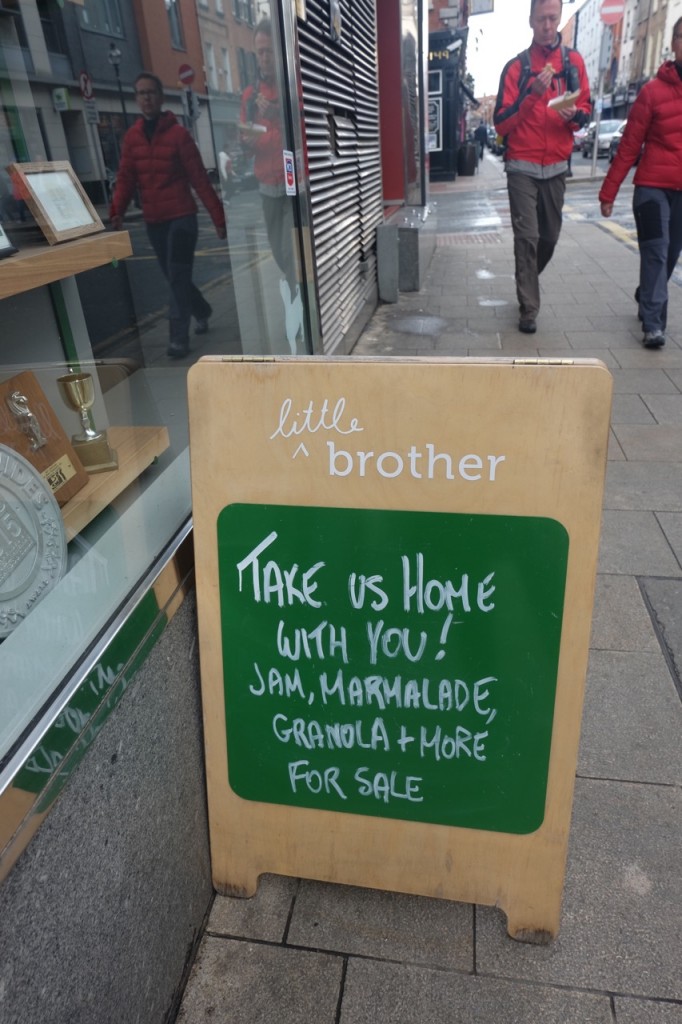 little
^ brother
TAKE US HOME
WITH YOU!
JAM, MARMALADE,
GRANOLA + MORE
FOR SALE